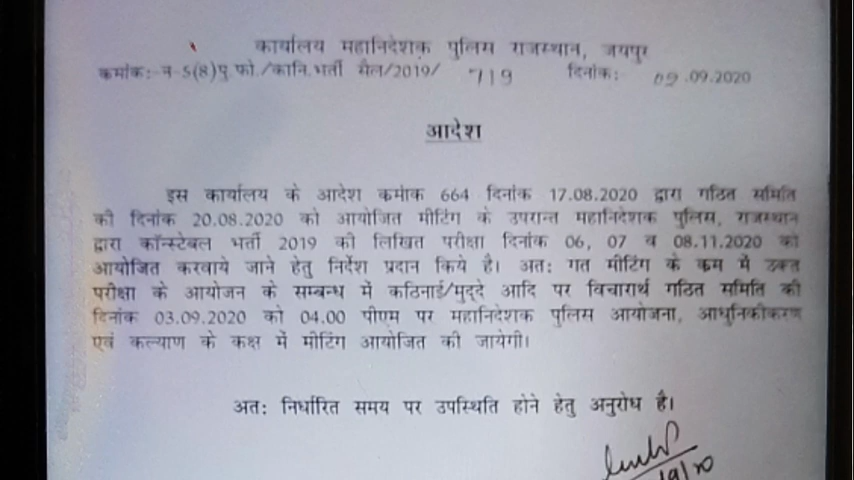 कार्यालय महानिदेशक पुलिस राजस्थान, जयपुर
कमांक:-न-5(8)पु.फो./कानि.भर्ती सैल/2019/ 719 दिनांक:- 09.09.2020
आदेश
इस कार्यालय के आदेश कमांक 664 दिनांक 17.08.2020 द्वारा गठित समिति
की दिनांक 20.08.2020 को आयोजित मीटिंग के उपरान्त महानिदेशक पुलिस, राजस्थान
द्वारा कॉन्स्टेबल भर्ती 2019 की लिखित परीक्षा दिनांक 06, 07 व 08.11.2020 को
आयोजित करवाये जाने हेतु निर्देश प्रदान किये है। अतः गत मीटिंग के कम में उक्त
परीक्षा के आयोजन के सम्बन्ध में कठिनाई/मुद्दे आदि पर विचारार्थ गठित समिति की
दिनांक 03.09.2020 को 04.00 पीएम पर महानिदेशक पुलिस आयोजना, आधुनिकीकरण
एवं कल्याण के कक्ष में मीटिंग आयोजित की जायेगी।
अतः निर्धारित समय पर उपस्थिति होने हेतु अनुरोध है।